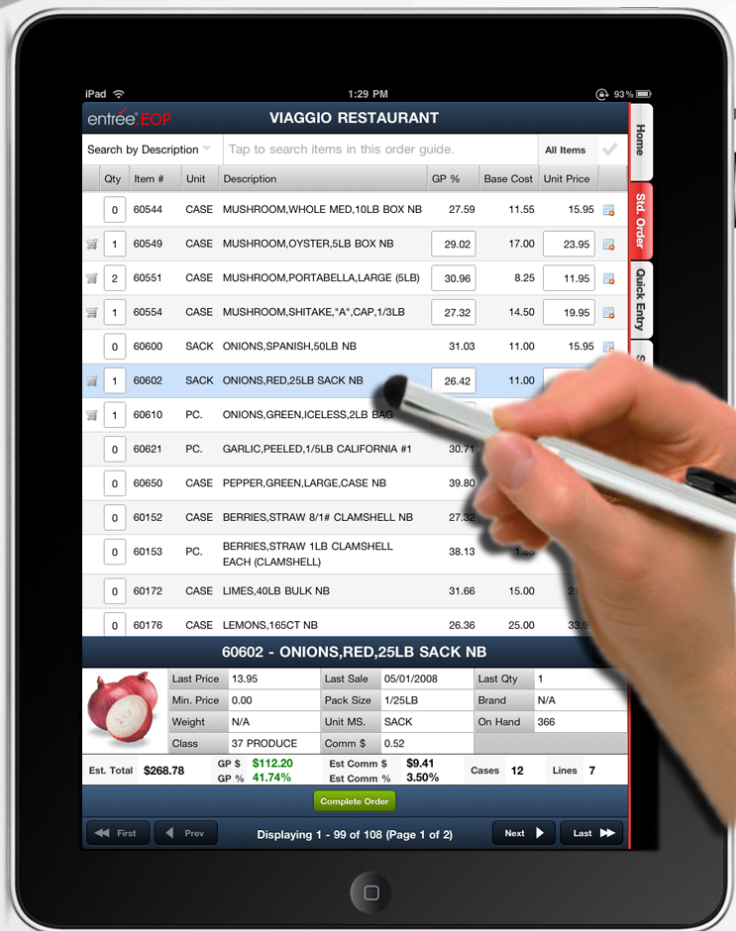 iPad 1:29 PM 93%
entrée.EOP VIAGGIO RESTAURANT
Home
Search by Description Tap to search items in this order guide. All Items
Qty Item # Unit Description GP % Base Cost Unit Price
0 60544 CASE MUSHROOM,WHOLE MED,10LB BOX NB 27.59 11.55 15.95
Std. Order
1 60549 CASE MUSHROOM,OYSTER,5LB BOX NB 29.02 17.00 23.95
2 60551 CASE MUSHROOM,PORTABELLA,LARGE (5LB) 30.96 8.25 11.95
Quick Entry
1 60554 CASE MUSHROOM,SHITAKE,"A",CAP,1/3LB 27.32 14.50 19.95
0 60600 SACK ONIONS,SPANISH,50LB NB 31.03 11.00 15.95
1 60602 SACK ONIONS,RED,25LB SACK NB 26.42 11.00
1 60610 PC. ONIONS,GREEN,ICELESS,2LB BAG
0 60621 PC. GARLIC,PEELED,1/5LB CALIFORNIA #1 30.71
0 60650 CASE PEPPER,GREEN,LARGE,CASE NB 39.80
0 60152 CASE BERRIES,STRAW 8/1# CLAMSHELL NB 27.32
0 60153 PC. BERRIES,STRAW 1LB CLAMSHELL 38.13
EACH (CLAMSHELL)
0 60172 CASE LIMES,40LB BULK NB 31.66 15.00
0 60176 CASE LEMONS,165CT NB 26.36 25.00
60602 - ONIONS,RED,25LB SACK NB
Last Price 13.95 Last Sale 05/01/2008 Last Qty 1
Min. Price 0.00 Pack Size 1/25LB Brand N/A
Weight N/A Unit MS. SACK On Hand 366
Class 37 PRODUCE Comm $ 0.52
Est. Total $268.78 GP $ $112.20 Est Comm $ $9.41 Cases 12 Lines 7
GP % 41.74% Est Comm % 3.50%
Complete Order
First Prev Displaying 1 - 99 of 108 (Page 1 of 2) Next Last